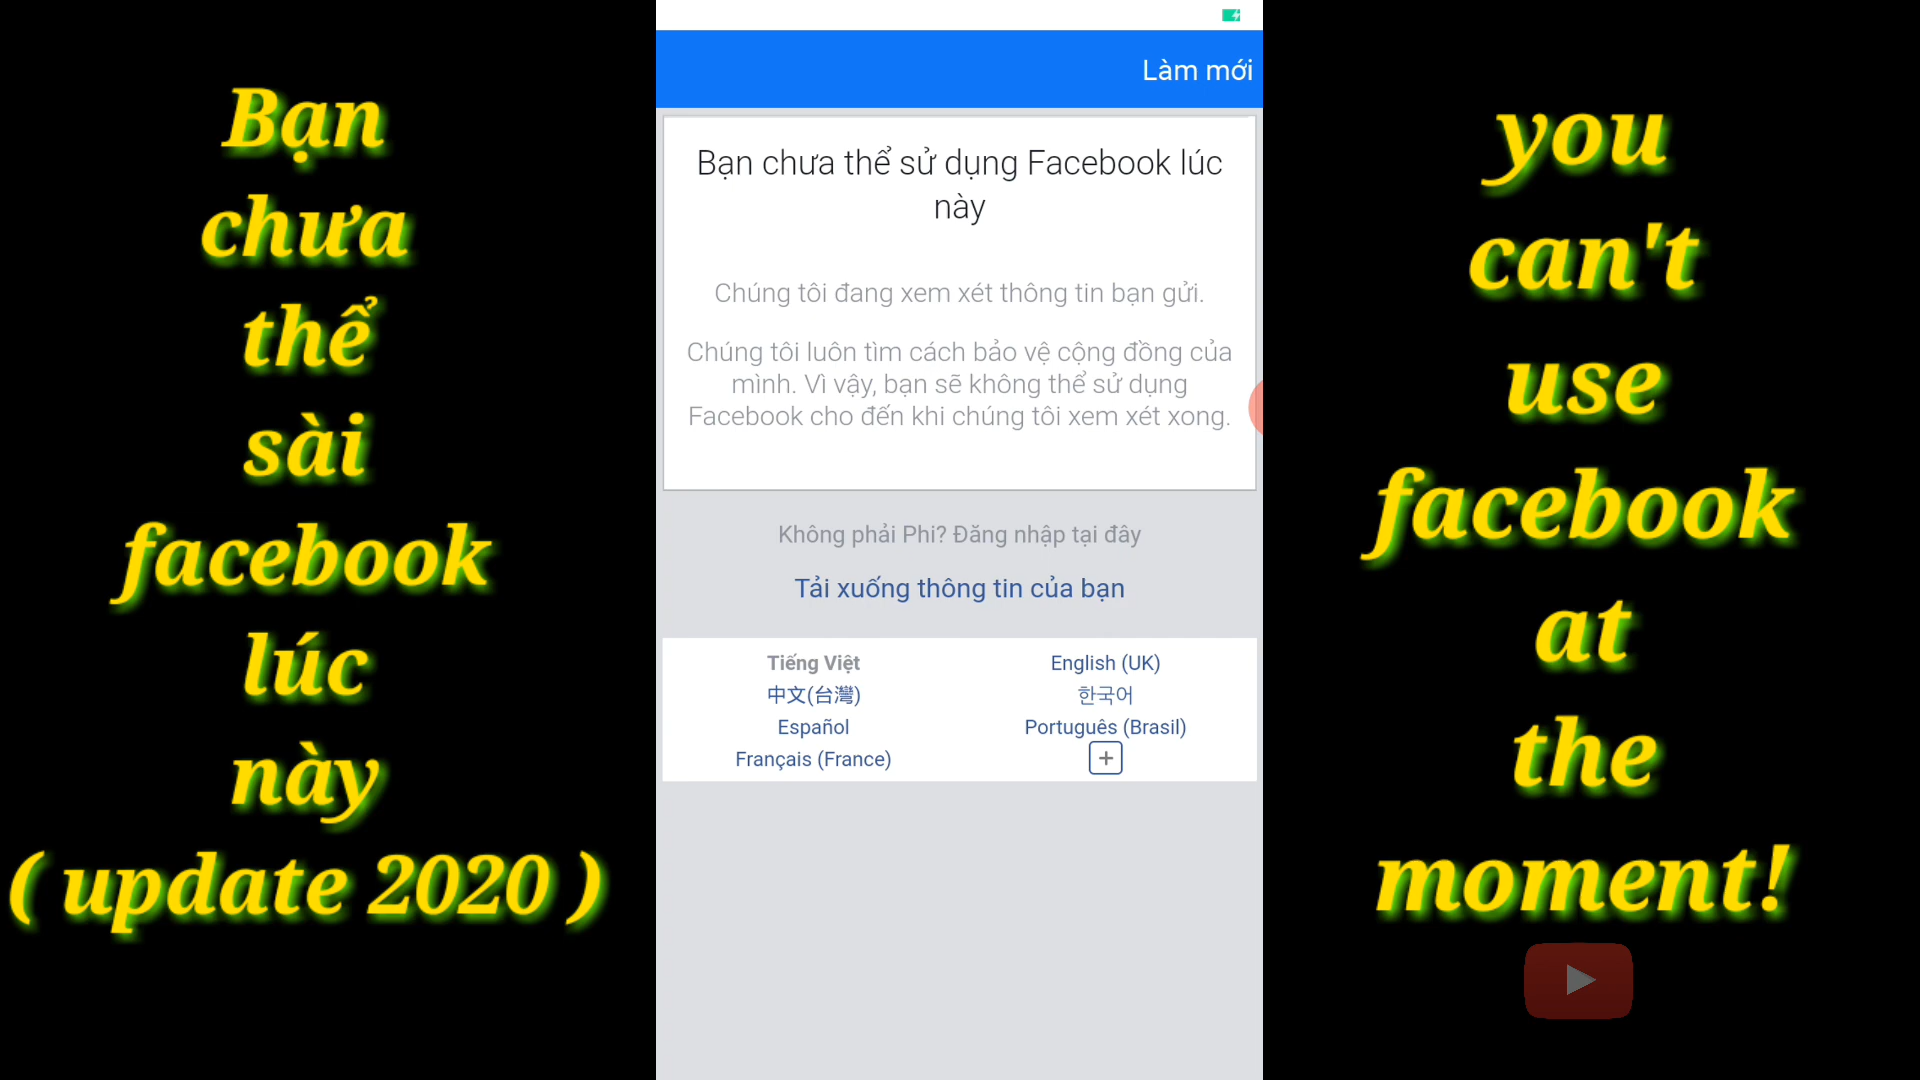 Bạn
chưa
thể
sài
facebook
lúc
này
( update 2020 )
Làm mới
Bạn chưa thể sử dụng Facebook lúc
này
Chúng tôi đang xem xét thông tin bạn gửi.
Chúng tôi luôn tìm cách bảo vệ cộng đồng của
mình. Vì vậy, bạn sẽ không thể sử dụng
Facebook cho đến khi chúng tôi xem xét xong.
Không phải Phi? Đăng nhập tại đây
Tải xuống thông tin của bạn
Tiếng Việt
English (UK)
中文(台灣)
한국어
Español
Português (Brasil)
Français (France)
you
can't
use
facebook
at
the
moment!